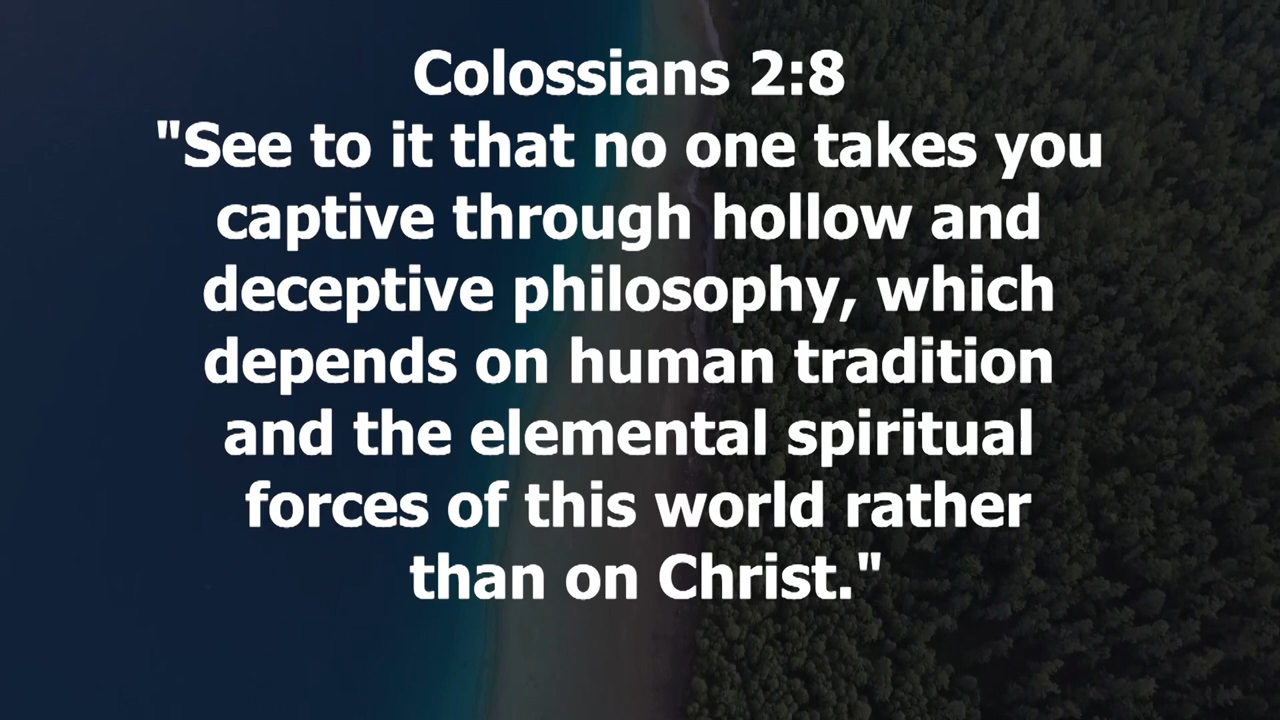 Colossians 2:8
"See to it that no one takes you
captive through hollow and
deceptive philosophy, which
depends on human tradition
and the elemental spiritual
forces of this world rather
than on Christ."